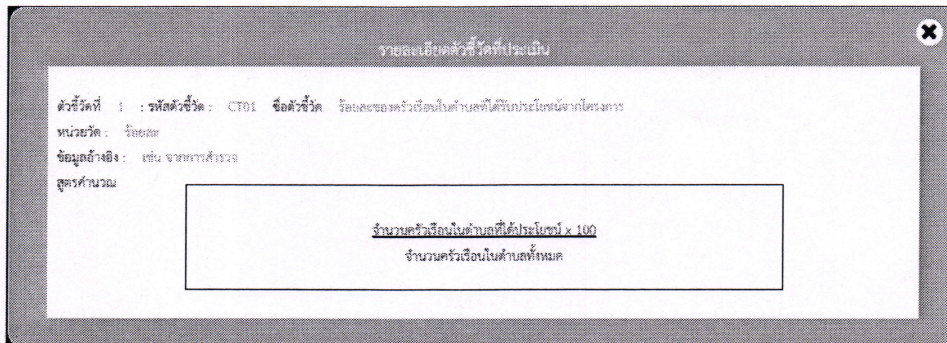 รายละเอียดตัวชี้วัดที่ประเมิน
ตัวชี้วัดที่ 1 : รหัสตัวชี้วัด : CT01 ชื่อตัวชี้วัด ร้อยละของครัวเรือนในตำบลที่ได้รับประโยชน์จากโครงการ
หน่วยวัด : ร้อยละ
ข้อมูลอ้างอิง : เช่น จากการสำรวจ
สูตรคำนวณ
จำนวนครัวเรือนในตำบลที่ได้ประโยชน์ x 100
จำนวนครัวเรือนในตำบลทั้งหมด